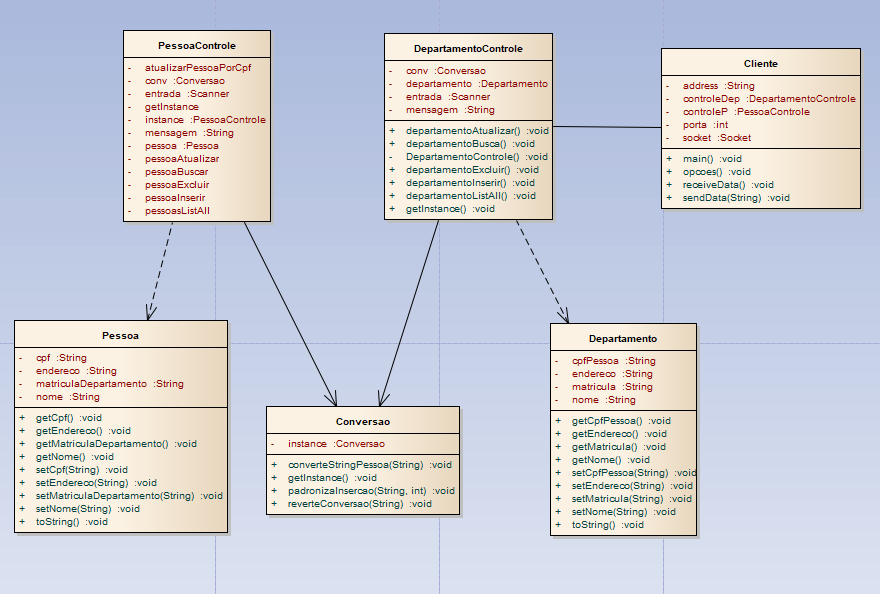 PessoaControle
- atualizarPessoaPorCpf
- conv :Conversao
- entrada :Scanner
- getInstance
- instance :PessoaControle
- mensagem :String
- pessoa :Pessoa
- pessoaAtualizar
- pessoaBuscar
- pessoaExcluir
- pessoaInserir
- pessoasListAll
DepartamentoControle
- conv :Conversao
- departamento :Departamento
- entrada :Scanner
- mensagem :String
+ departamentoAtualizar() :void
+ departamentoBusca() :void
- DepartamentoControle() :void
+ departamentoExcluir() :void
+ departamentoInserir() :void
+ departamentoListAll() :void
+ getInstance() :void
Cliente
- address :String
- controleDep :DepartamentoControle
- controleP :PessoaControle
- porta :int
- socket :Socket
+ main() :void
+ opcoes() :void
+ receiveData() :void
+ sendData(String) :void
Pessoa
- cpf :String
- endereco :String
- matriculaDepartamento :String
- nome :String
+ getCpf() :void
+ getEndereco() :void
+ getMatriculaDepartamento() :void
+ getNome() :void
+ setCpf(String) :void
+ setEndereco(String) :void
+ setMatriculaDepartamento(String) :void
+ setNome(String) :void
+ toString() :void
Conversao
- instance :Conversao
+ converteStringPessoa(String) :void
+ getInstance() :void
+ padronizaInsercao(String, int) :void
+ reverteConversao(String) :void
Departamento
- cpfPessoa :String
- endereco :String
- matricula :String
- nome :String
+ getCpfPessoa() :void
+ getEndereco() :void
+ getMatricula() :void
+ getNome() :void
+ setCpfPessoa(String) :void
+ setEndereco(String) :void
+ setMatricula(String) :void
+ setNome(String) :void
+ toString() :void